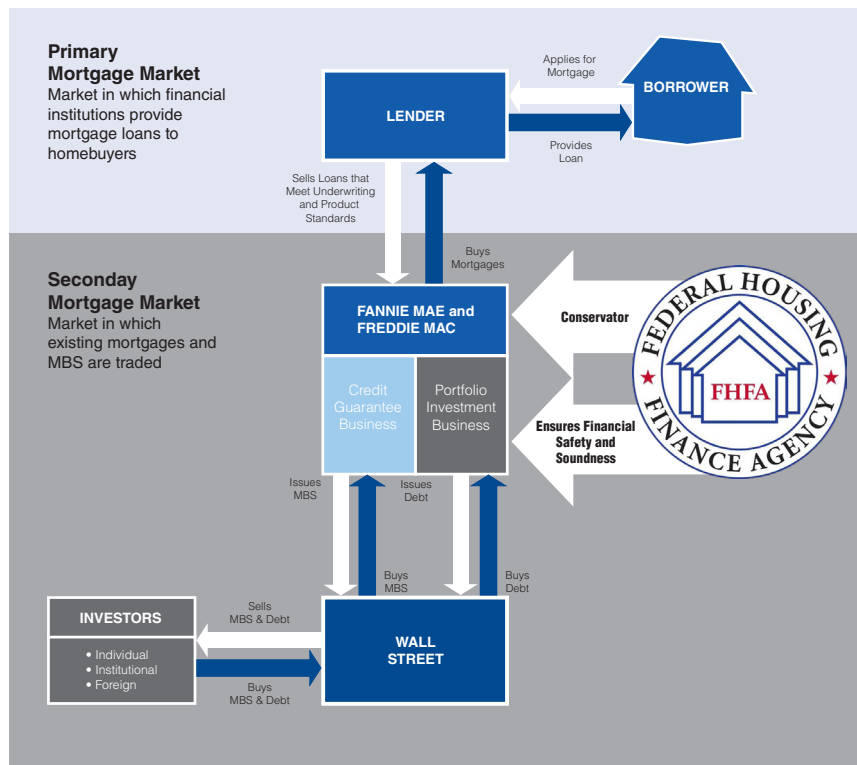 Primary
Mortgage Market
Market in which financial
institutions provide
mortgage loans to
homebuyers
LENDER
Applies for
Mortgage
BORROWER
Provides
Loan
Sells Loans that
Meet Underwriting
and Product
Standards
Buys
Mortgages
Seconday
Mortgage Market
Market in which
existing mortgages and
MBS are traded
FANNIE MAE and
FREDDIE MAC
Credit
Guarantee
Business
Portfolio
Investment
Business
Conservator
Ensures Financial
Safety and
Soundness
FEDERAL HOUSING
FINANCE AGENCY
FHFA
Issues
MBS
Issues
Debt
Buys
MBS
Buys
Debt
INVESTORS
• Individual
• Institutional
• Foreign
Sells
MBS & Debt
Buys
MBS & Debt
WALL
STREET